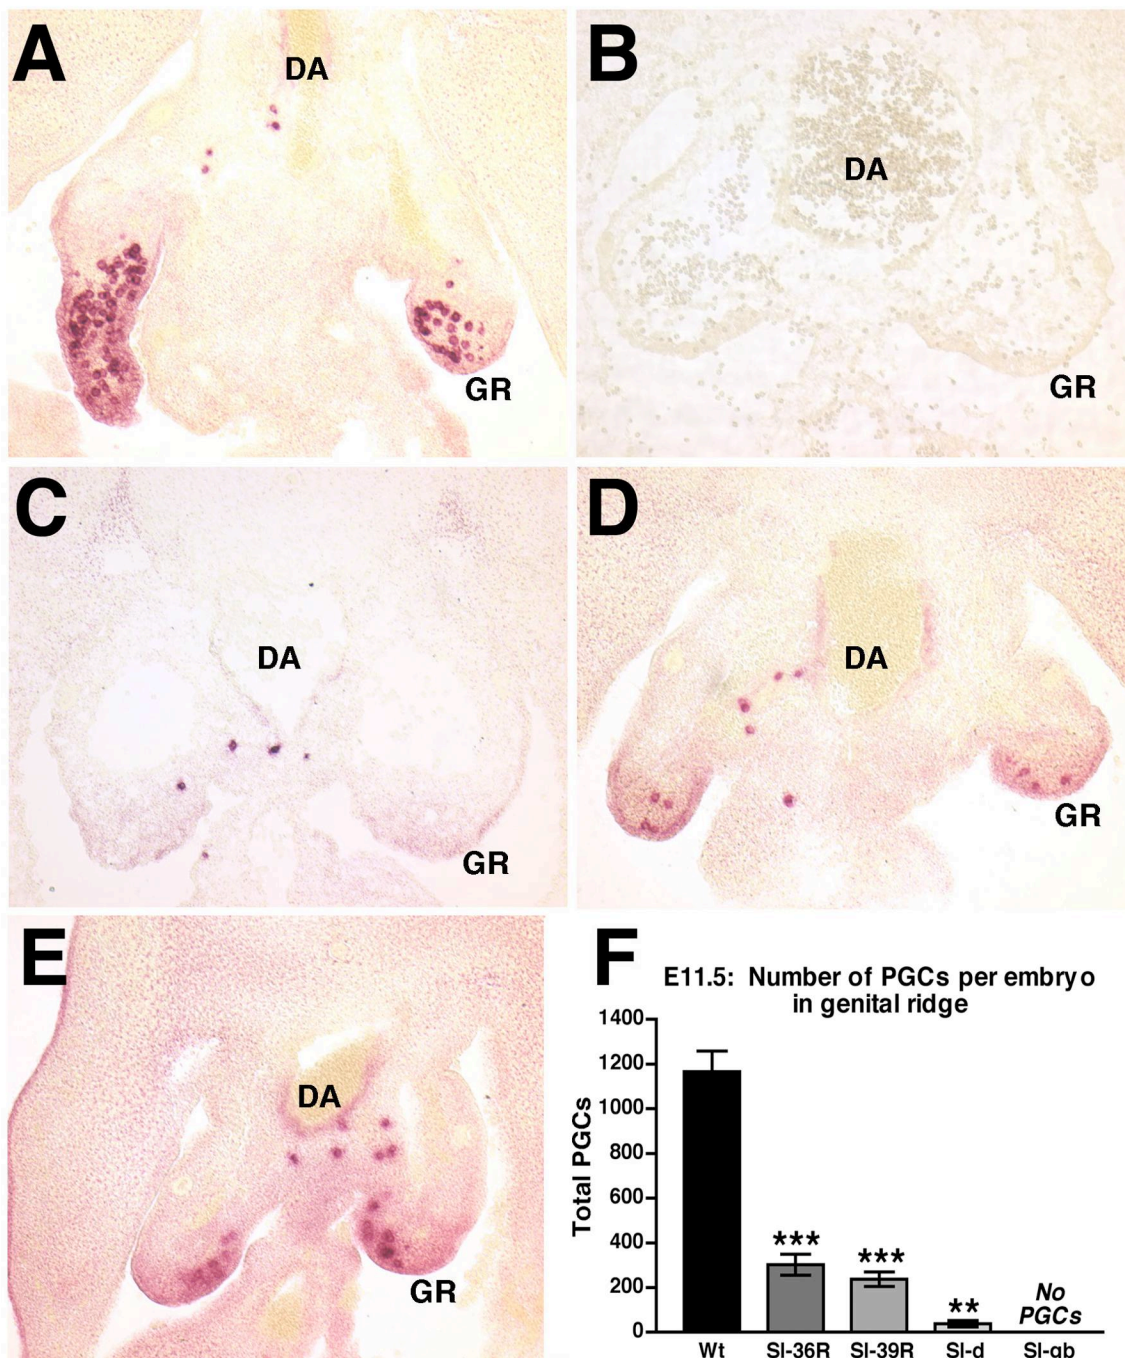 A
DA
GR
B
DA
GR
C
DA
GR
D
DA
GR
E
DA
GR
F
E11.5: Number of PGCs per embryo
in genital ridge
Total PGCs
1400
1200
1000
800
600
400
200
0
***
***
**
No
PGCs
Wt
Sl-36R
Sl-39R
Sl-d
Sl-gb